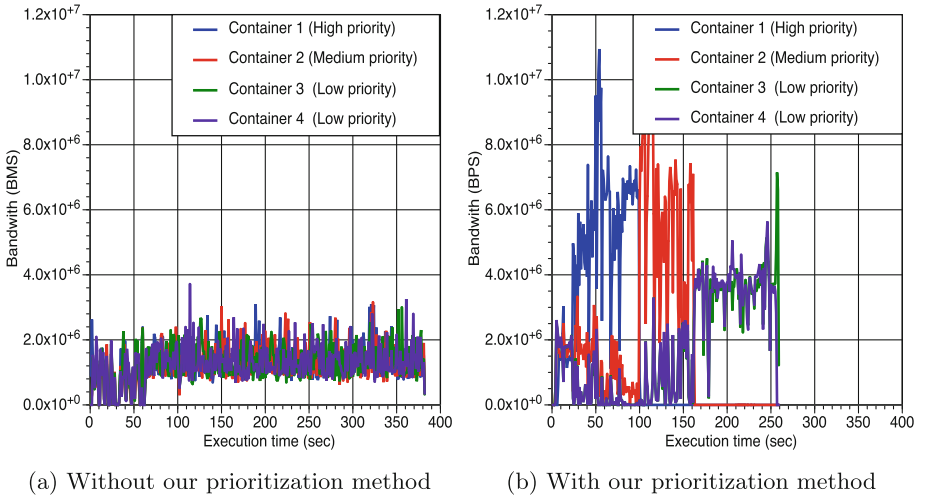 1.2x10+7
1.0x10+7
8.0x10+6
6.0x10+6
4.0x10+6
2.0x10+6
0.0x10+0
Bandwith (BMS)
Container 1 (High priority)
Container 2 (Medium priority)
Container 3 (Low priority)
Container 4 (Low priority)
0 50 100 150 200 250 300 350 400
Execution time (sec)
(a) Without our prioritization method
1.2x10+7
1.0x10+7
8.0x10+6
6.0x10+6
4.0x10+6
2.0x10+6
0.0x10+0
Bandwith (BPS)
Container 1 (High priority)
Container 2 (Medium priority)
Container 3 (Low priority)
Container 4 (Low priority)
0 50 100 150 200 250 300 350 400
Execution time (sec)
(b) With our prioritization method